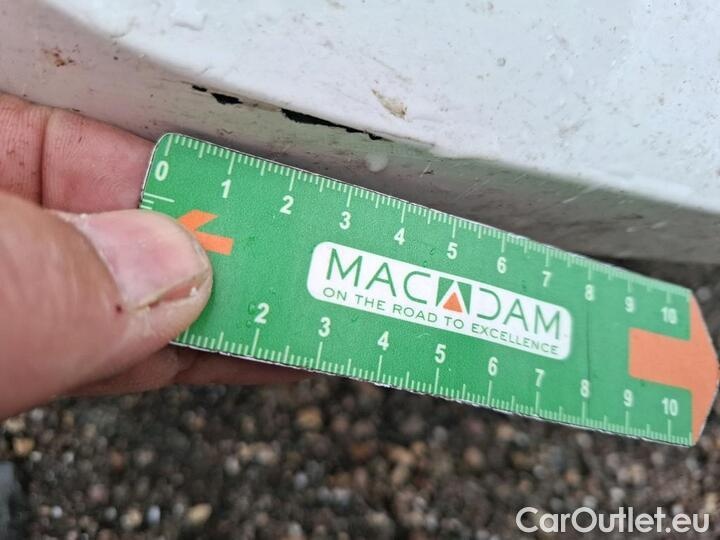 0 1 2 3 4 5 6 7 8 9 10
MACADAM
ON THE ROAD TO EXCELLENCE
2 3 4 5 6 7 8 9 10
CarOutlet.eu